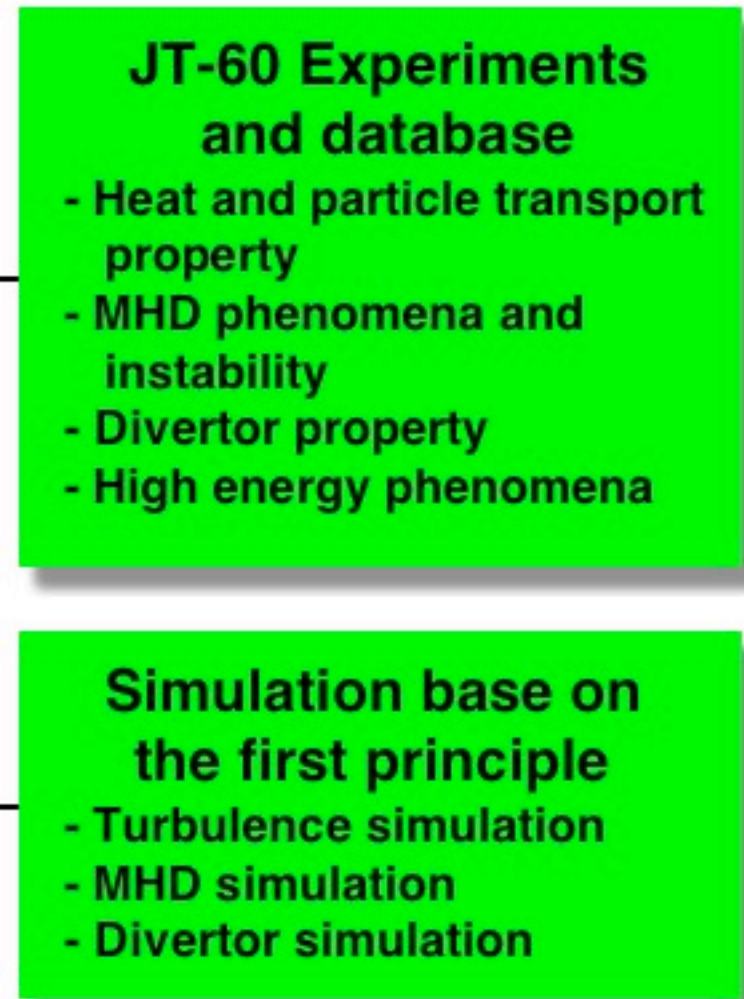 JT-60 Experiments
and database
- Heat and particle transport
property
- MHD phenomena and
instability
- Divertor property
- High energy phenomena
Simulation base on
the first principle
- Turbulence simulation
- MHD simulation
- Divertor simulation